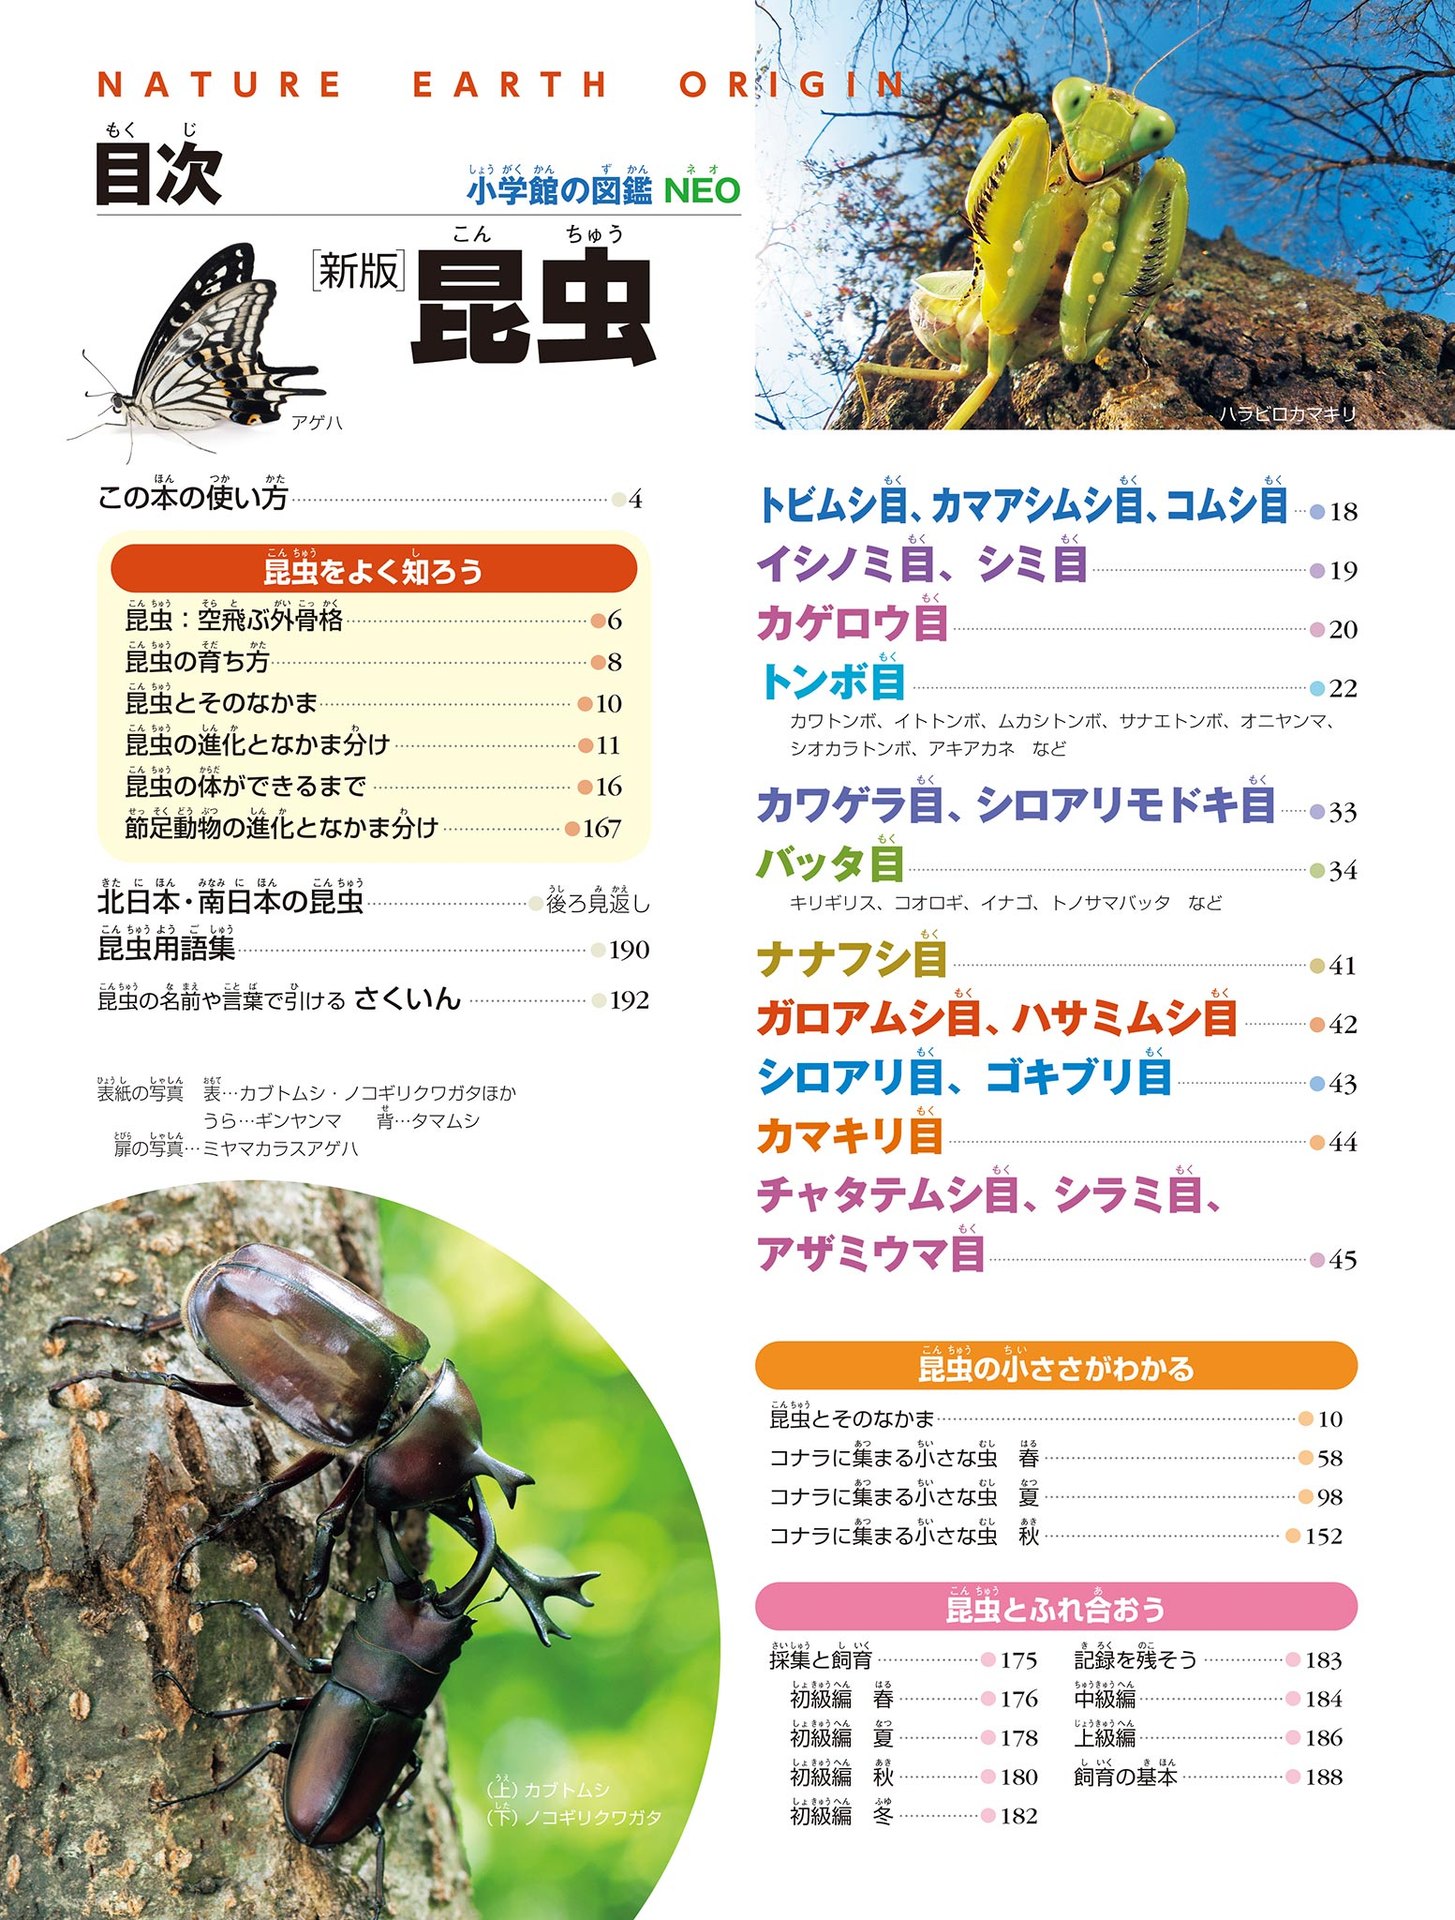 NATURE EARTH ORIGIN
目次
もくじ
小学館の図鑑 NEO
しょうがくかん ずかん ネオ
[新版]昆虫
こんちゅう
アゲハ
ハラビロカマキリ
この本の使い方 4
昆虫をよく知ろう
昆虫：空飛ぶ外骨格 6
昆虫の育ち方 8
昆虫とそのなかま 10
昆虫の進化となかま分け 11
昆虫の体ができるまで 16
節足動物の進化となかま分け 167
北日本・南日本の昆虫 後ろ見返し
昆虫用語集 190
昆虫の名前や言葉で引ける さくいん 192
表紙の写真 表…カブトムシ・ノコギリクワガタほか
うら…ギンヤンマ 背…タマムシ
扉の写真…ミヤマカラスアゲハ
（上）カブトムシ
（下）ノコギリクワガタ
トビムシ目、カマアシムシ目、コムシ目 18
イシノミ目、シミ目 19
カゲロウ目 20
トンボ目 22
カワトンボ、イトトンボ、ムカシトンボ、サナエトンボ、オニヤンマ、
シオカラトンボ、アキアカネ など
カワゲラ目、シロアリモドキ目 33
バッタ目 34
キリギリス、コオロギ、イナゴ、トノサマバッタ など
ナナフシ目 41
ガロアムシ目、ハサミムシ目 42
シロアリ目、ゴキブリ目 43
カマキリ目 44
チャタテムシ目、シラミ目、
アザミウマ目 45
昆虫の小ささがわかる
昆虫とそのなかま 10
コナラに集まる小さな虫 春 58
コナラに集まる小さな虫 夏 98
コナラに集まる小さな虫 秋 152
昆虫とふれ合おう
採集と飼育 175
初級編 春 176
初級編 夏 178
初級編 秋 180
初級編 冬 182
記録を残そう 183
中級編 184
上級編 186
飼育の基本 188